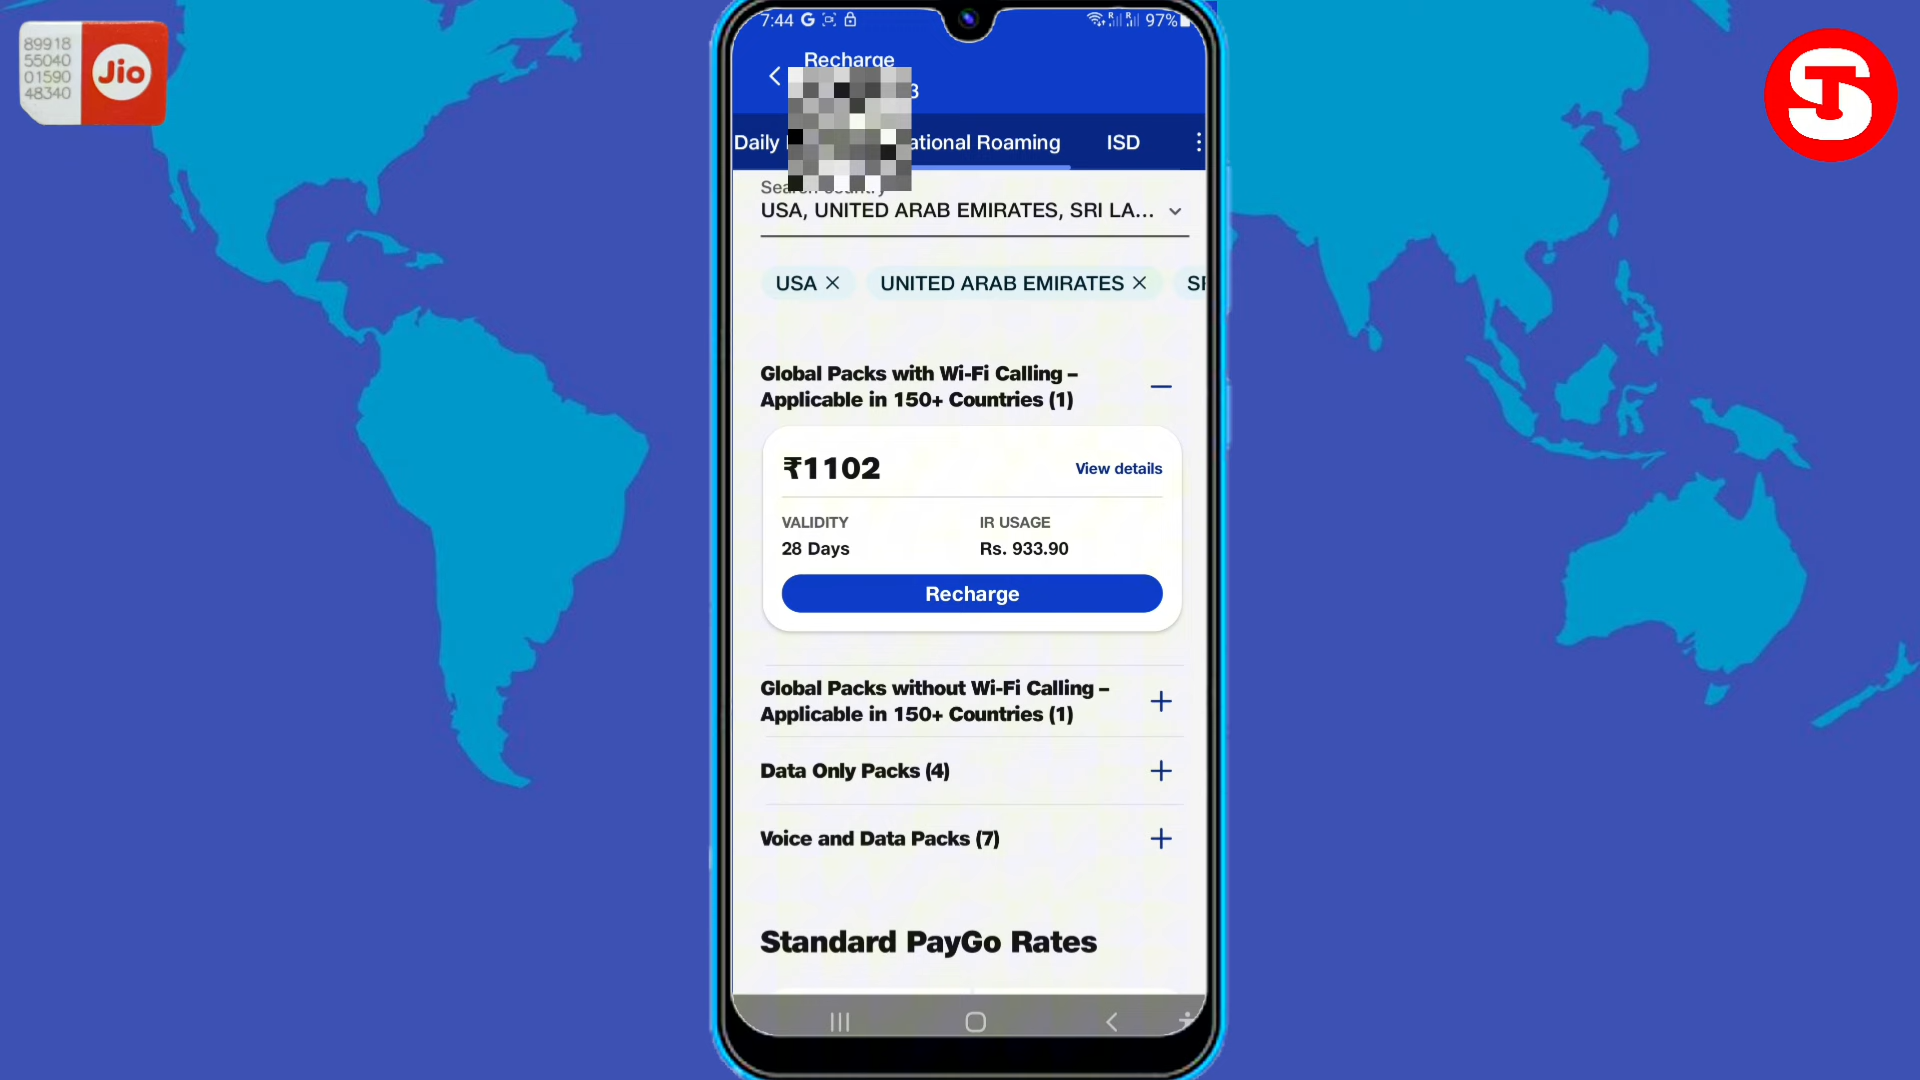 89918
55040
01590
48340
Jio
7:44 G
97%
Recharge
3
Daily
ational Roaming
ISD
USA, UNITED ARAB EMIRATES, SRI LA...
USA
UNITED ARAB EMIRATES
Global Packs with Wi-Fi Calling –
Applicable in 150+ Countries (1)
₹1102
View details
VALIDITY
IR USAGE
28 Days
Rs. 933.90
Recharge
Global Packs without Wi-Fi Calling –
Applicable in 150+ Countries (1)
Data Only Packs (4)
Voice and Data Packs (7)
Standard PayGo Rates